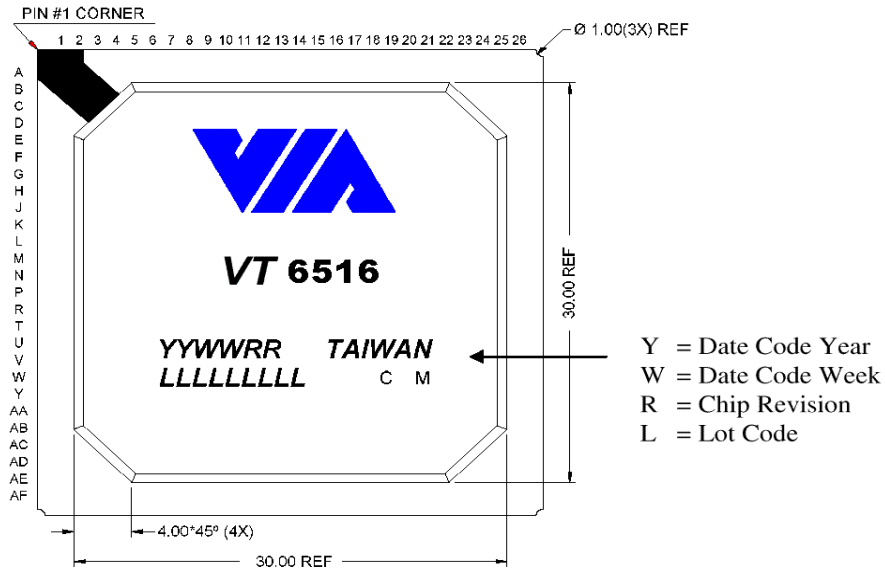 PIN #1 CORNER
1 2 3 4 5 6 7 8 9 10 11 12 13 14 15 16 17 18 19 20 21 22 23 24 25 26
Ø 1.00(3X) REF
A
B
C
D
E
F
G
H
J
K
L
M
N
P
R
T
U
V
W
Y
AA
AB
AC
AD
AE
AF
VIA
VT 6516
30.00 REF
YYWWRR TAIWAN
LLLLLLLLL C M
Y = Date Code Year
W = Date Code Week
R = Chip Revision
L = Lot Code
4.00*45º (4X)
30.00 REF